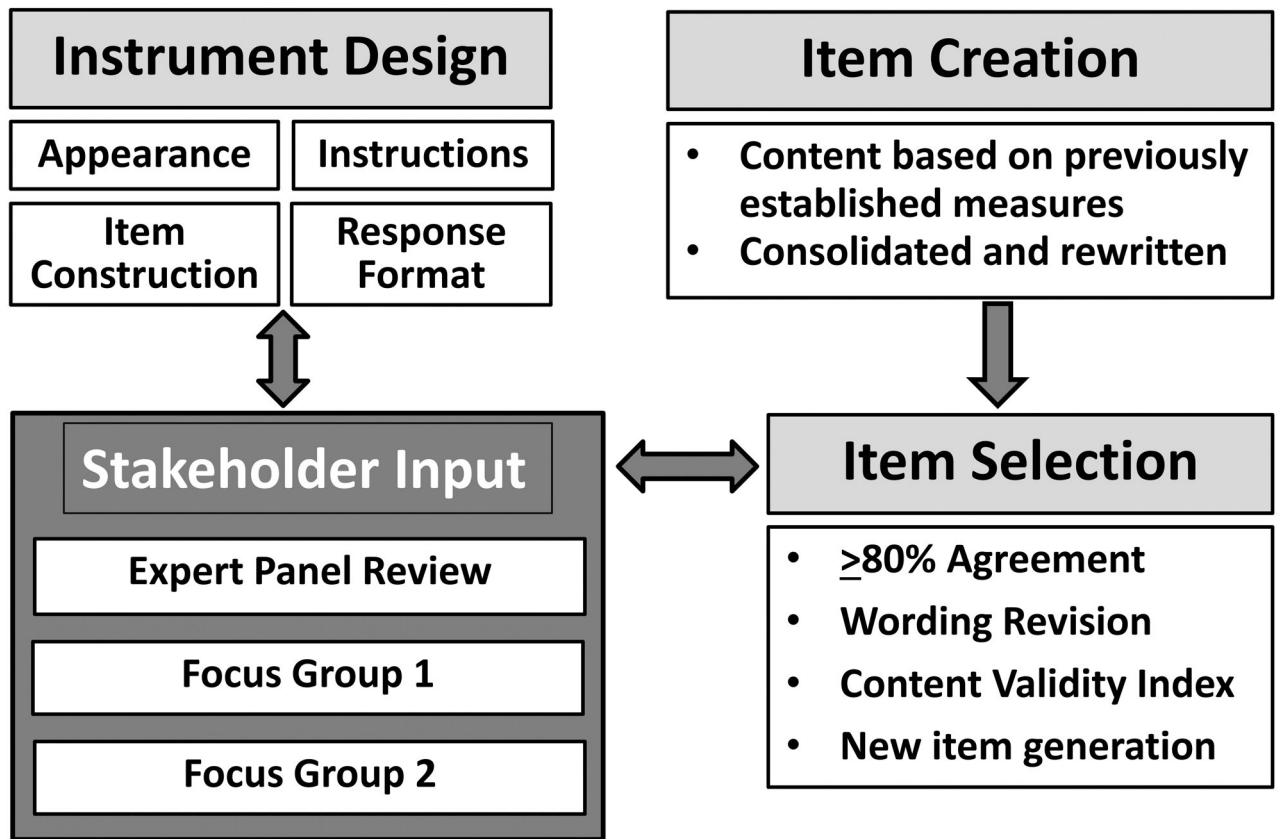 Instrument Design
Appearance
Instructions
Item
Construction
Response
Format
Item Creation
• Content based on previously
established measures
• Consolidated and rewritten
Stakeholder Input
Expert Panel Review
Focus Group 1
Focus Group 2
Item Selection
• ≥80% Agreement
• Wording Revision
• Content Validity Index
• New item generation